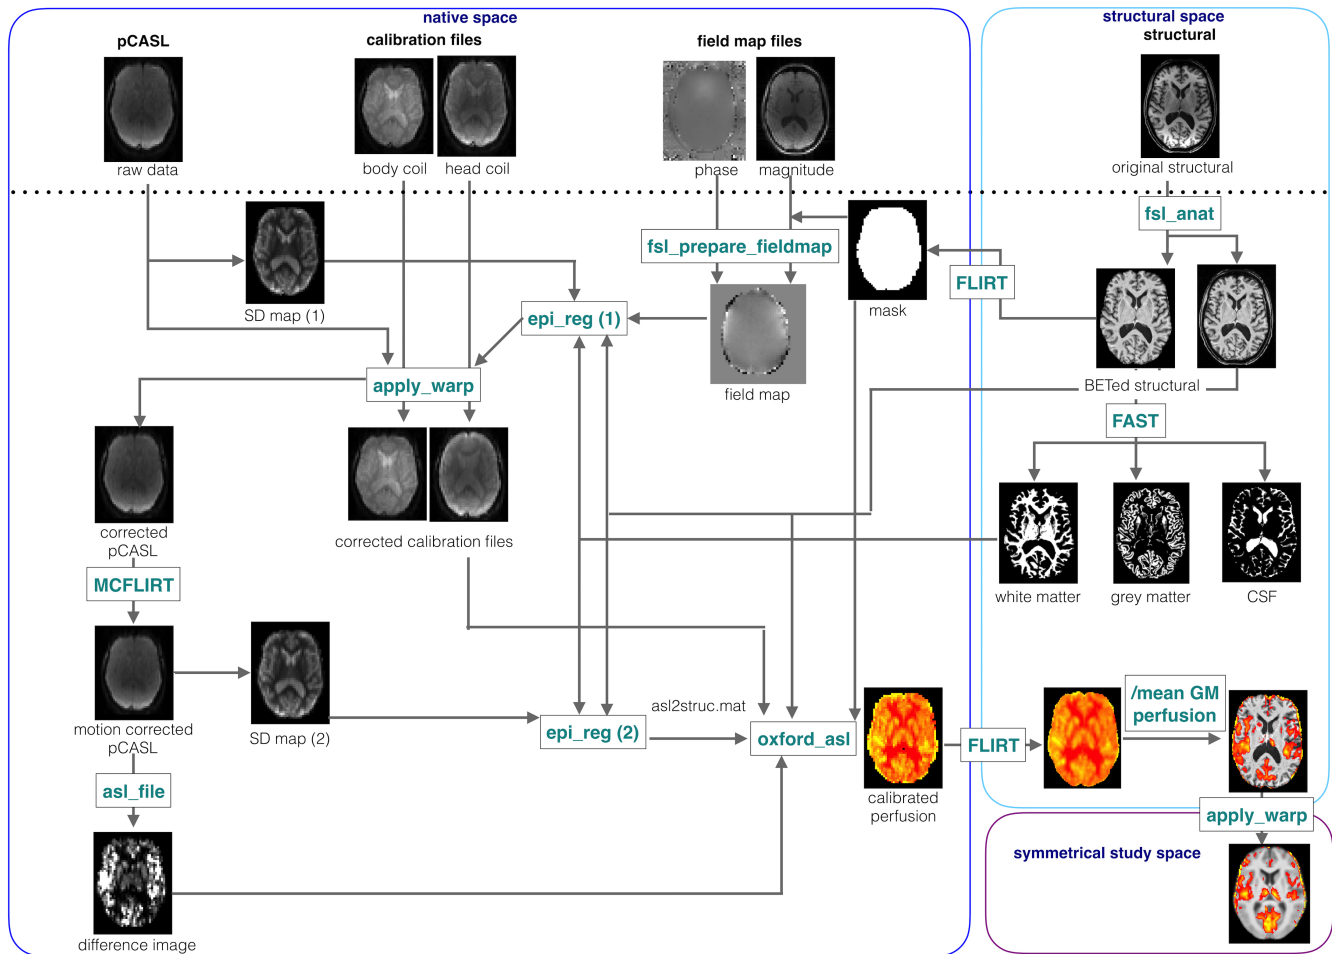 native space
structural space
pCASL
calibration files
field map files
structural
raw data
body coil
head coil
phase
magnitude
original structural
fsl_anat
fsl_prepare_fieldmap
FLIRT
SD map (1)
epi_reg (1)
mask
apply_warp
field map
BETed structural
FAST
corrected
pCASL
corrected calibration files
MCFLIRT
white matter
grey matter
CSF
motion corrected
pCASL
SD map (2)
asl2struc.mat
epi_reg (2)
oxford_asl
FLIRT
/mean GM
perfusion
asl_file
calibrated
perfusion
apply_warp
symmetrical study space
difference image